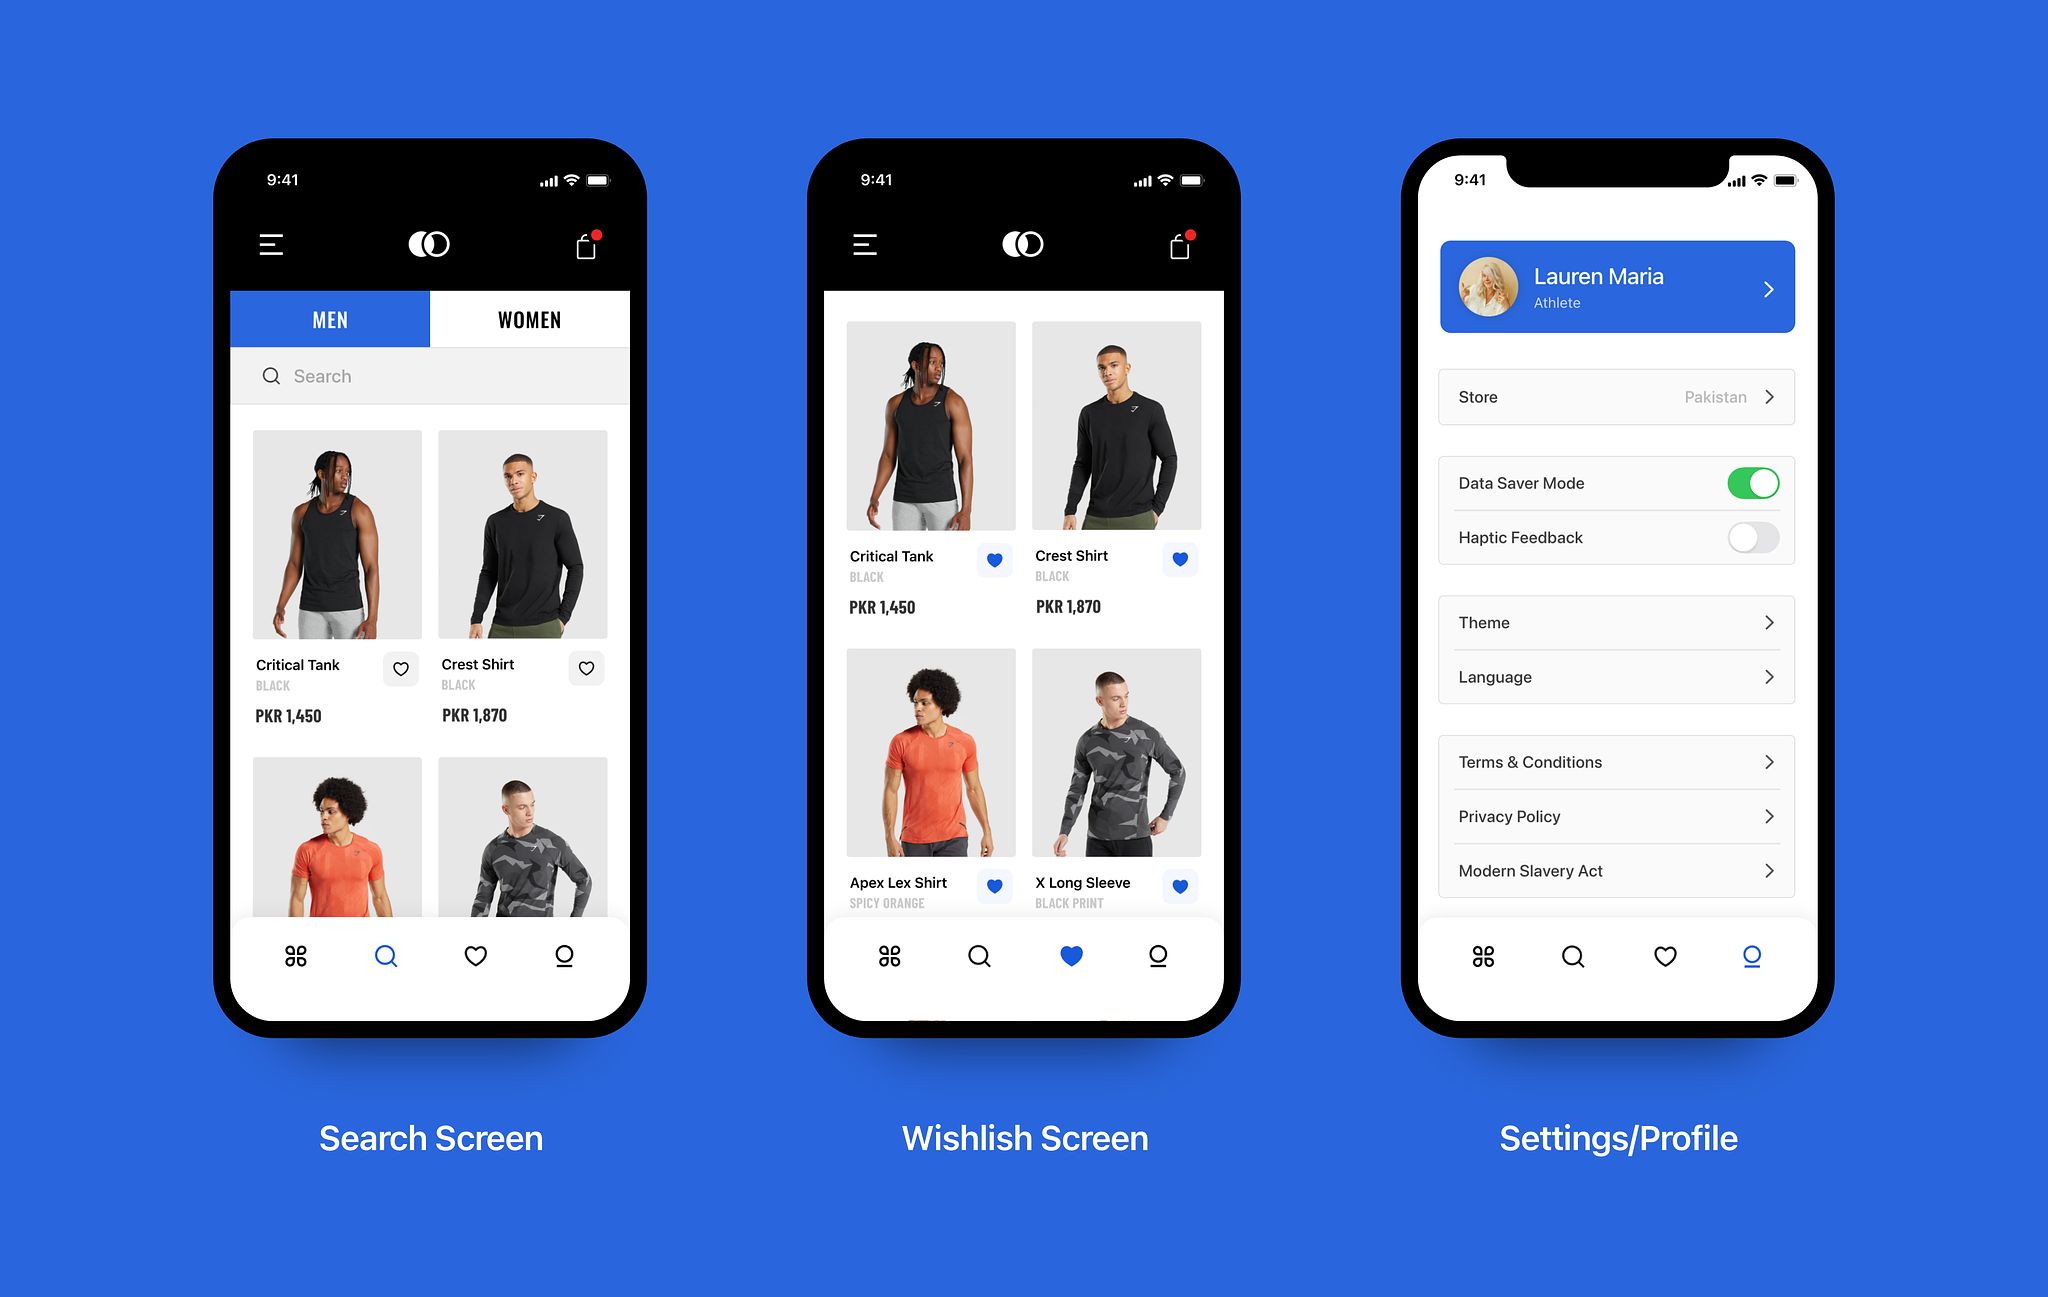 9:41
MEN
WOMEN
Search
Critical Tank
BLACK
PKR 1,450
Crest Shirt
BLACK
PKR 1,870
Search Screen
9:41
Critical Tank
BLACK
PKR 1,450
Crest Shirt
BLACK
PKR 1,870
Apex Lex Shirt
SPICY ORANGE
X Long Sleeve
BLACK PRINT
Wishlish Screen
9:41
Lauren Maria
Athlete
Store
Pakistan
Data Saver Mode
Haptic Feedback
Theme
Language
Terms & Conditions
Privacy Policy
Modern Slavery Act
Settings/Profile